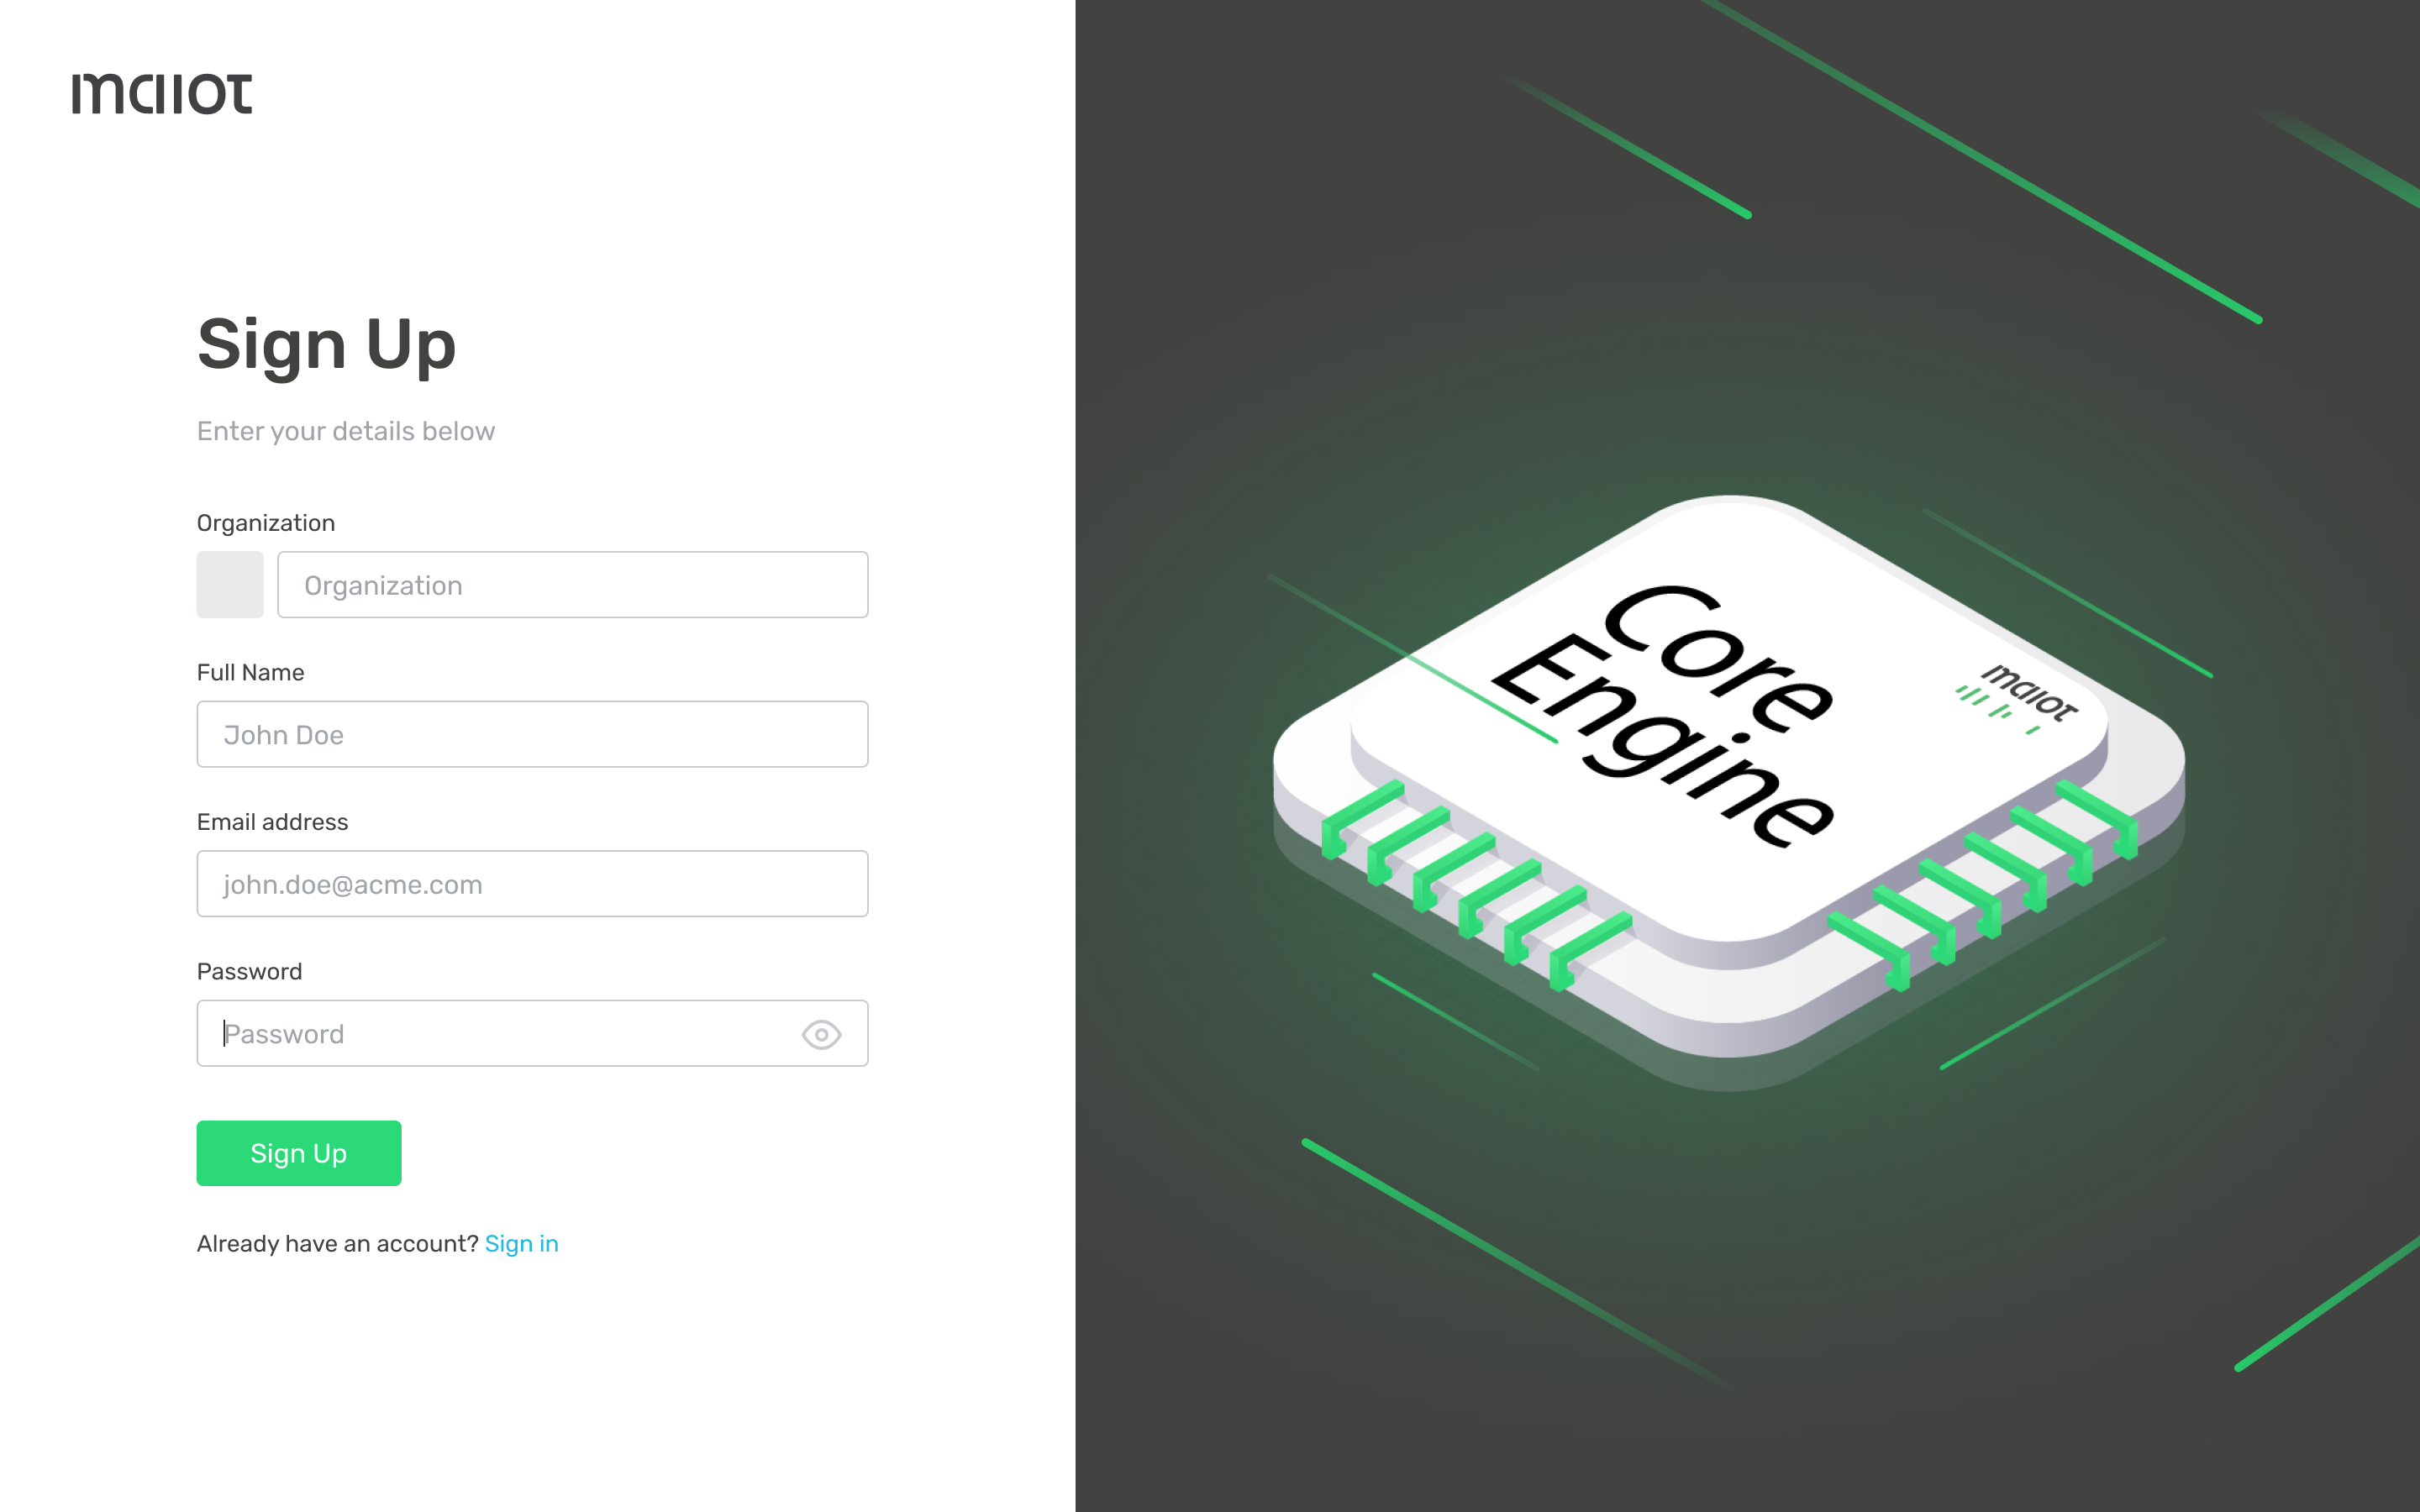 maiot
Sign Up
Enter your details below
Organization
Organization
Full Name
John Doe
Email address
john.doe@acme.com
Password
Password
Sign Up
Already have an account? Sign in
Core
Engine
maiot